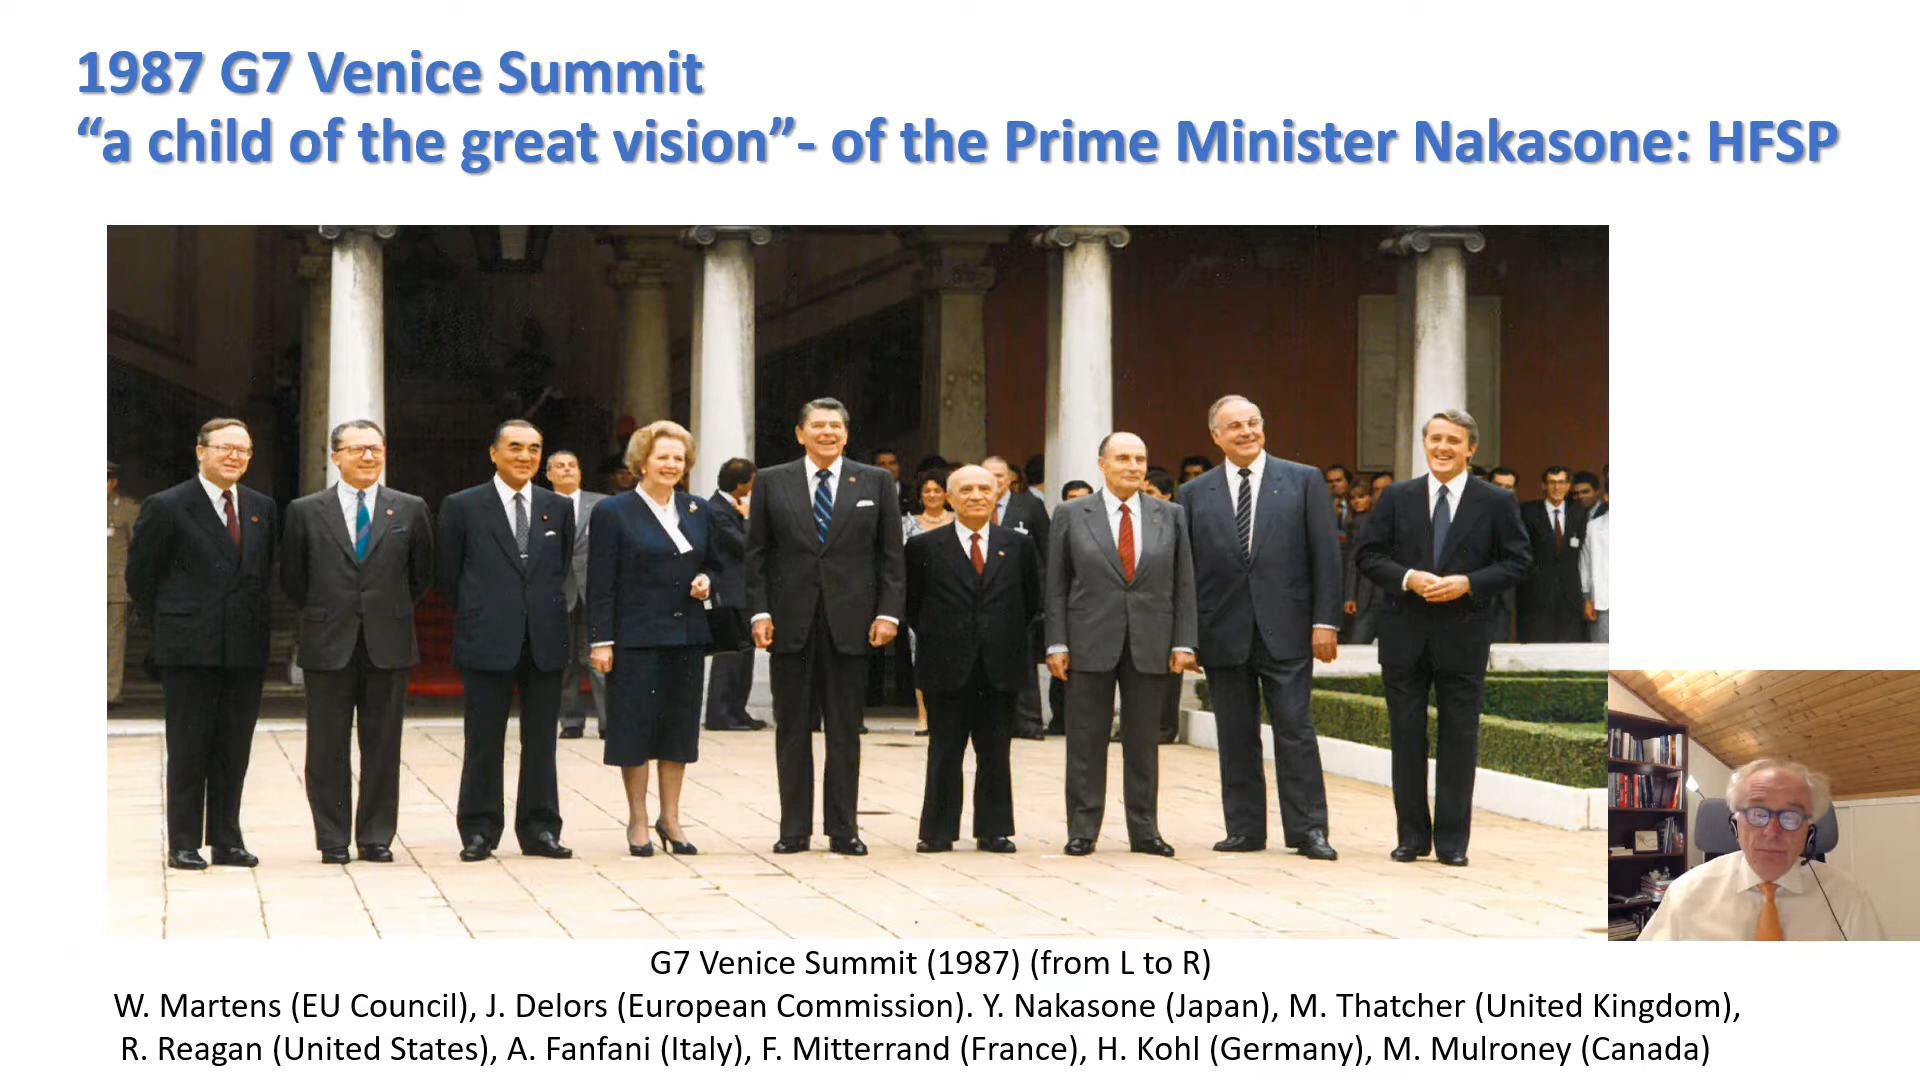 1987 G7 Venice Summit
“a child of the great vision”- of the Prime Minister Nakasone: HFSP
G7 Venice Summit (1987) (from L to R)
W. Martens (EU Council), J. Delors (European Commission). Y. Nakasone (Japan), M. Thatcher (United Kingdom),
R. Reagan (United States), A. Fanfani (Italy), F. Mitterrand (France), H. Kohl (Germany), M. Mulroney (Canada)